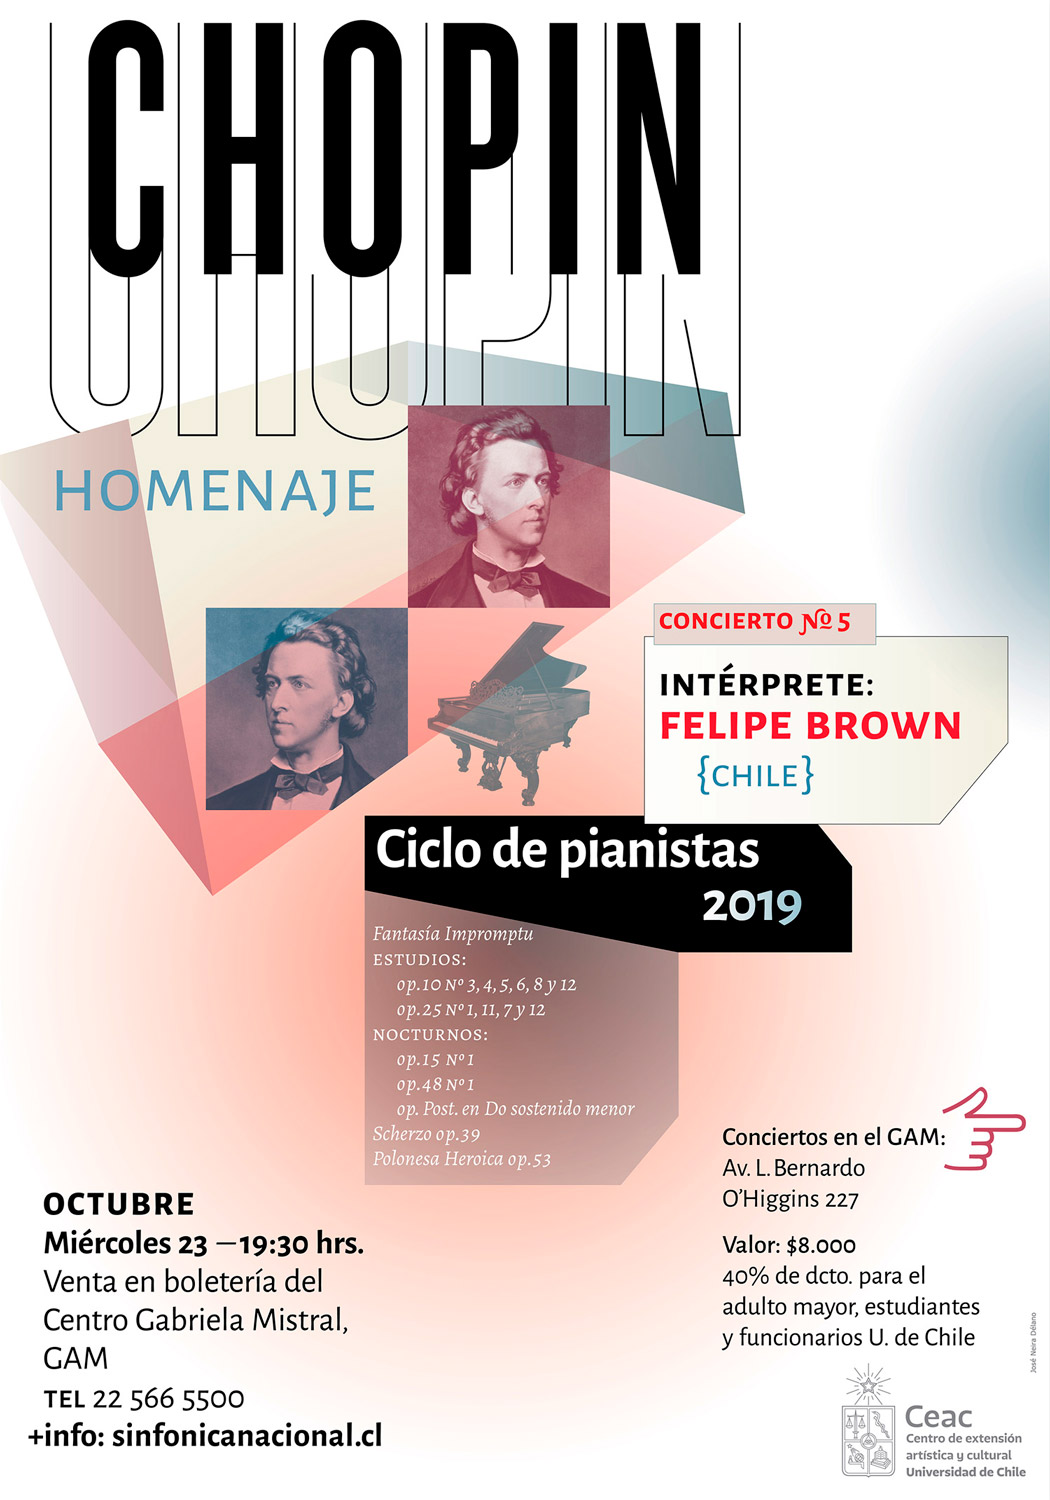 CHOPIN
CHOPIN
HOMENAJE
CONCIERTO Nº 5
INTÉRPRETE:
FELIPE BROWN
{CHILE}
Ciclo de pianistas
2019
Fantasía Impromptu
ESTUDIOS:
op.10 Nº 3, 4, 5, 6, 8 y 12
op.25 Nº 1, 11, 7 y 12
NOCTURNOS:
op.15 Nº 1
op.48 Nº 1
op. Post. en Do sostenido menor
Scherzo op.39
Polonesa Heroica op.53
OCTUBRE
Miércoles 23 —19:30 hrs.
Venta en boletería del
Centro Gabriela Mistral,
GAM
TEL 22 566 5500
+info: sinfonicanacional.cl
Conciertos en el GAM:
Av. L. Bernardo
O’Higgins 227
Valor: $8.000
40% de dcto. para el
adulto mayor, estudiantes
y funcionarios U. de Chile
José Neira Délano
Ceac
Centro de extensión
artística y cultural
Universidad de Chile